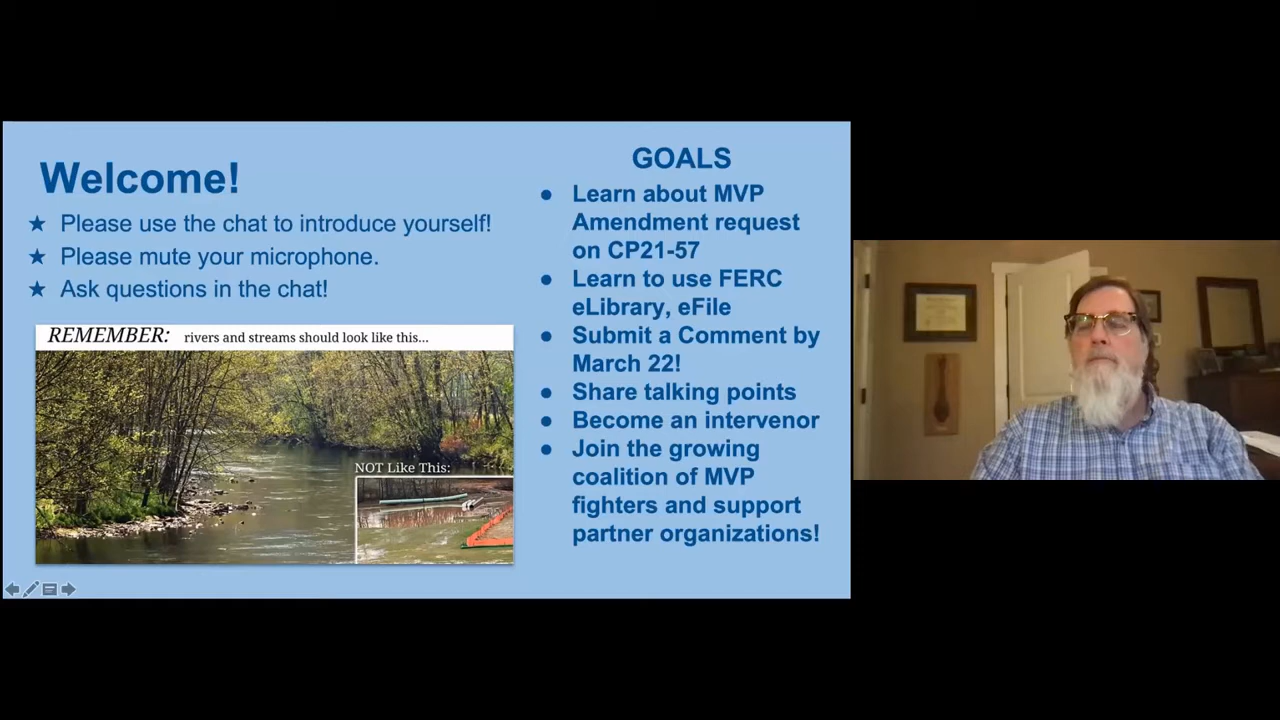 Welcome!
★ Please use the chat to introduce yourself!
★ Please mute your microphone.
★ Ask questions in the chat!
REMEMBER: rivers and streams should look like this...
NOT Like This:
GOALS
● Learn about MVP
Amendment request
on CP21-57
● Learn to use FERC
eLibrary, eFile
● Submit a Comment by
March 22!
● Share talking points
● Become an intervenor
● Join the growing
coalition of MVP
fighters and support
partner organizations!